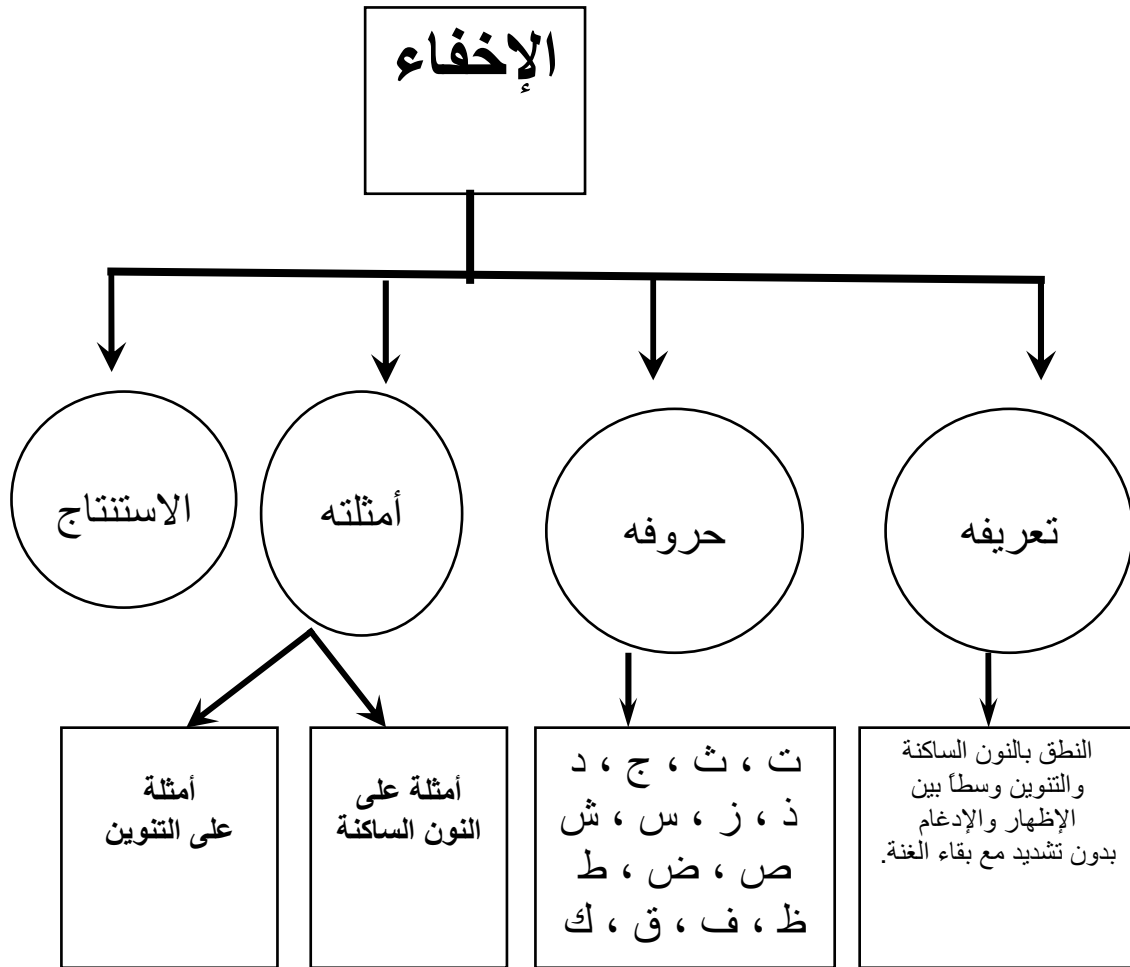 الإخفاء
تعريفه
حروفه
أمثلته
الاستنتاج
النطق بالنون الساكنة
والتنوين وسطاً بين
الإظهار والإدغام
بدون تشديد مع بقاء الغنة.
ت ، ث ، ج ، د
ذ ، ز ، س ، ش
ص ، ض ، ط
ظ ، ف ، ق ، ك
أمثلة على
النون الساكنة
أمثلة
على التنوين